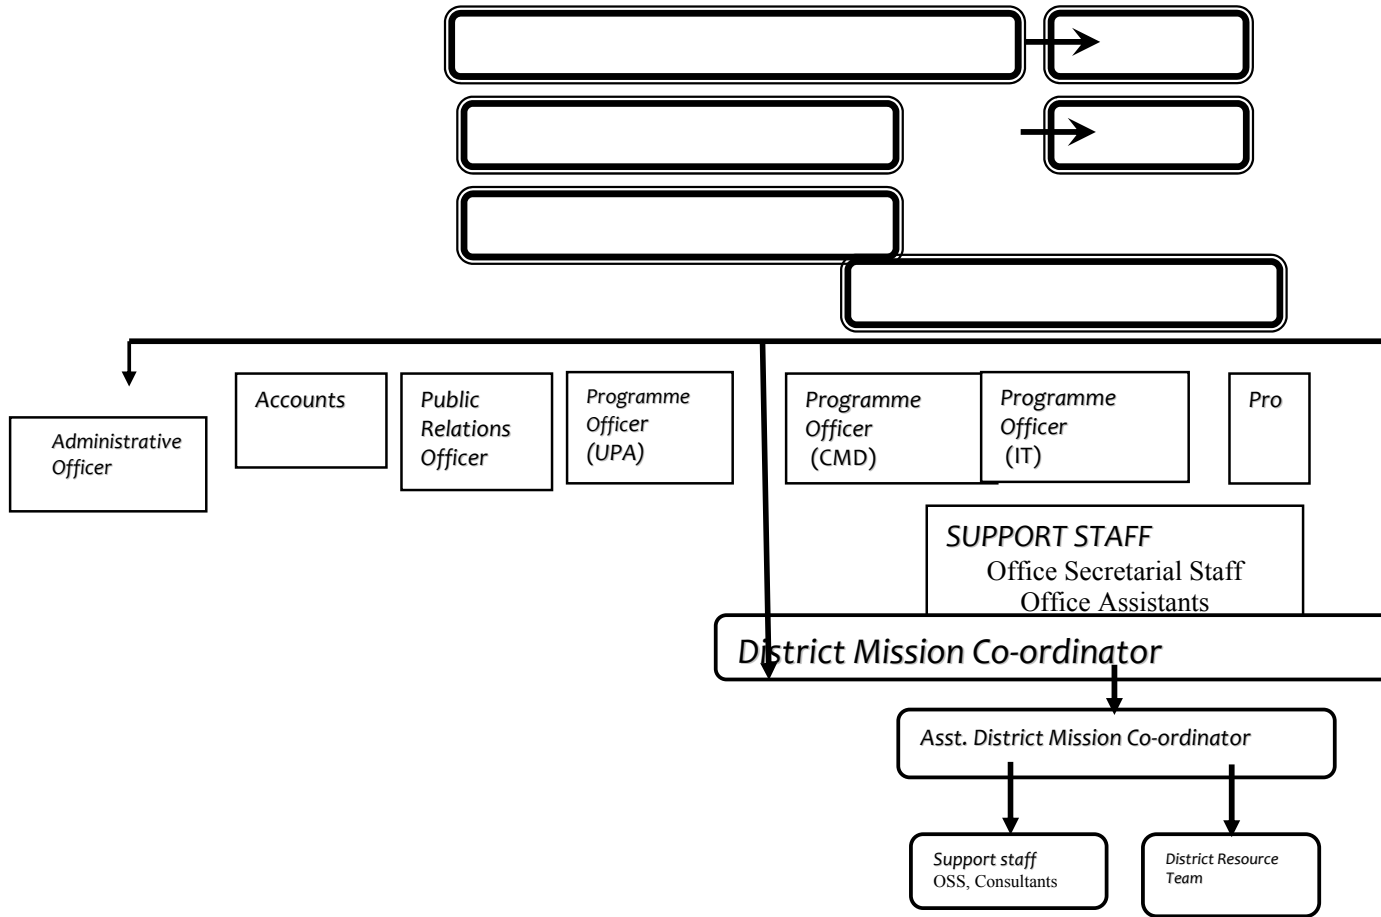 Administrative
Officer
Accounts
Public
Relations
Officer
Programme
Officer
(UPA)
Programme
Officer
(CMD)
Programme
Officer
(IT)
Pro
SUPPORT STAFF
Office Secretarial Staff
Office Assistants
District Mission Co-ordinator
Asst. District Mission Co-ordinator
Support staff
OSS, Consultants
District Resource
Team